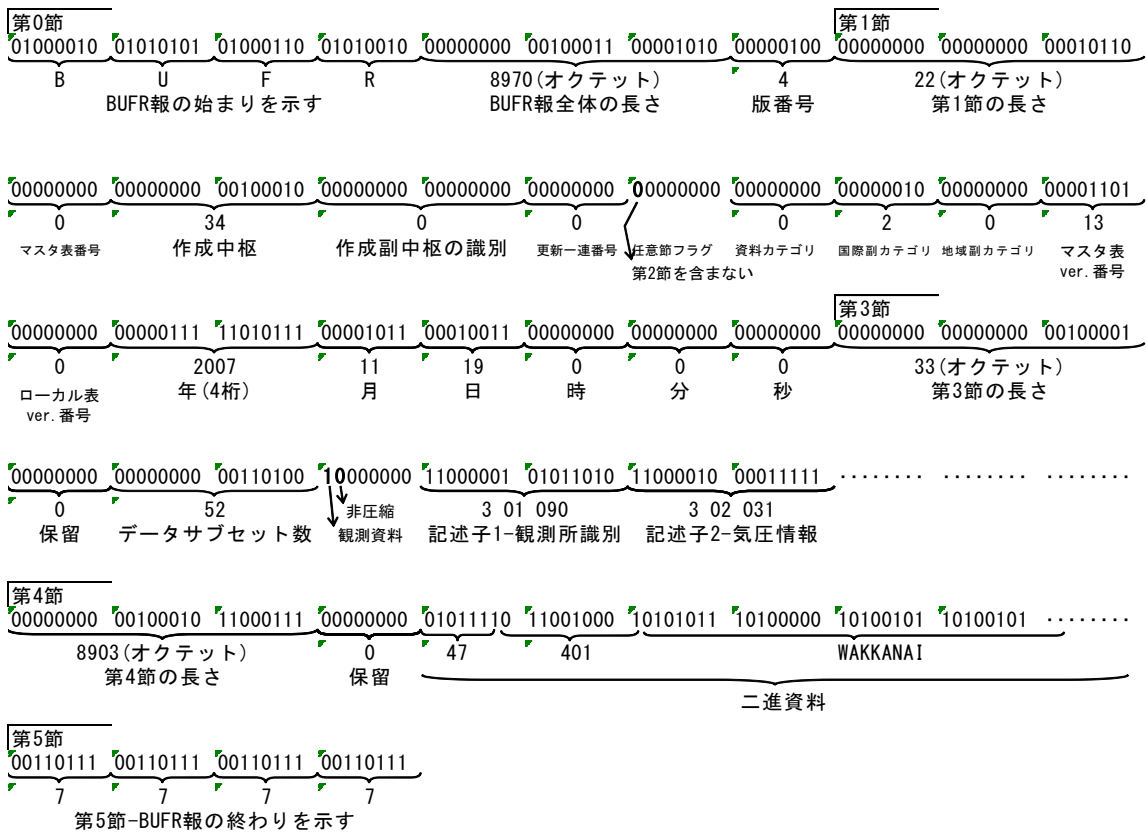 第0節 第1節
01000010 01010101 01000110 01010010 00000000 00100011 00001010 00000100 00000000 00000000 00010110
B U F R 8970(オクテット) 4 22(オクテット)
BUFR報の始まりを示す BUFR報全体の長さ 版番号 第1節の長さ
00000000 00000000 00100010 00000000 00000000 00000000 00000000 00000000 00000010 00000000 00001101
0 34 0 0 0 2 0 13
マスタ表番号 作成中枢 作成副中枢の識別 更新一連番号 任意節フラグ 資料カテゴリ 国際副カテゴリ 地域副カテゴリ マスタ表
第2節を含まない ver.番号
第3節
00000000 00000111 11010111 00001011 00010011 00000000 00000000 00000000 00000000 00000000 00100001
0 2007 11 19 0 0 0 33(オクテット)
ローカル表 年(4桁) 月 日 時 分 秒 第3節の長さ
ver.番号
00000000 00000000 00110100 10000000 11000001 01011010 11000010 00011111 ········ ········ ········
0 52 非圧縮 3 01 090 3 02 031
保留 データサブセット数 観測資料 記述子1-観測所識別 記述子2-気圧情報
第4節
00000000 00100010 11000111 00000000 01011110 11001000 10101011 10100000 10100101 10100101 ········
8903(オクテット) 0 47 401 WAKKANAI
第4節の長さ 保留
二進資料
第5節
00110111 00110111 00110111 00110111
7 7 7 7
第5節-BUFR報の終わりを示す